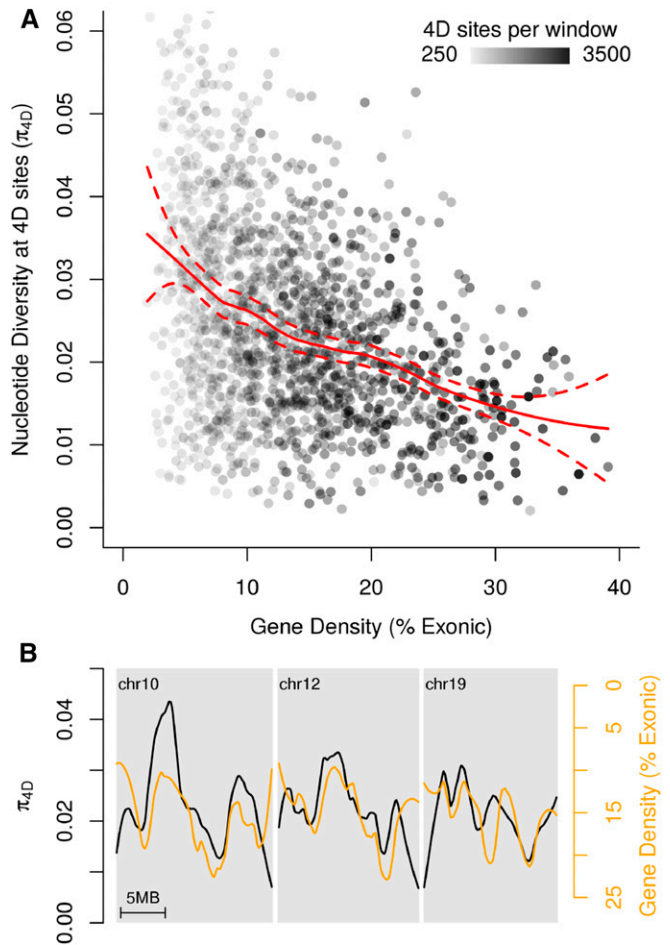 A
4D sites per window
250 3500
Nucleotide Diversity at 4D sites (π4D)
0.06
0.05
0.04
0.03
0.02
0.01
0.00
0 10 20 30 40
Gene Density (% Exonic)
B
chr10 chr12 chr19
π4D
0.04
0.02
0.00
5MB
0
5
15
25
Gene Density (% Exonic)